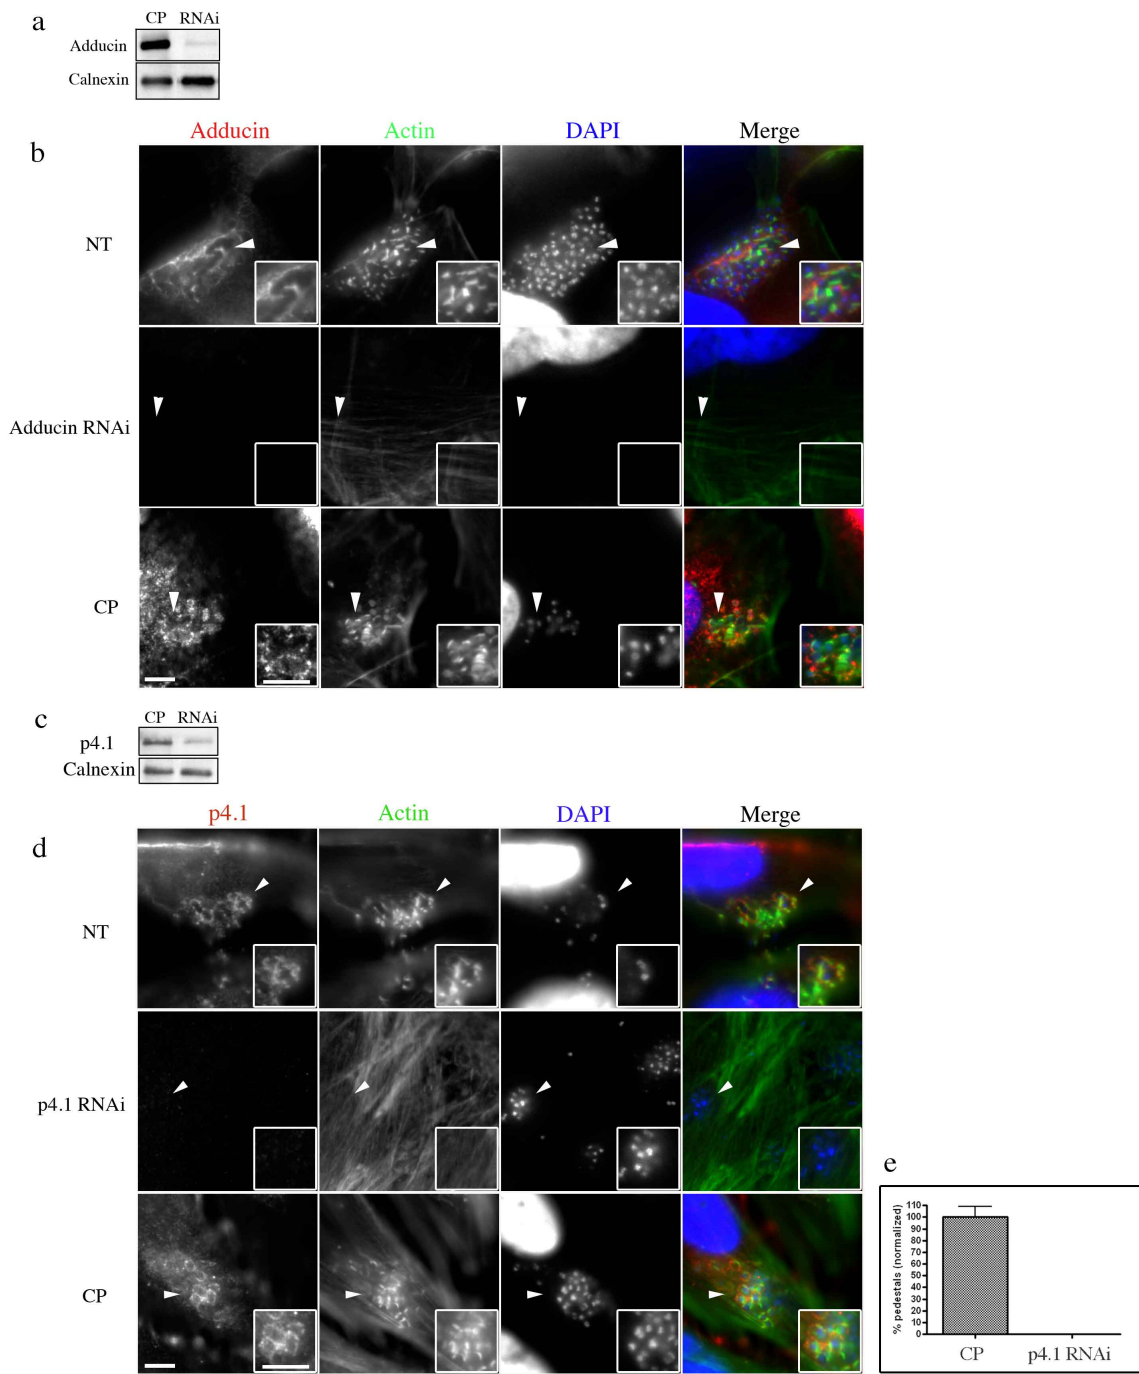 a
CP RNAi
Adducin
Calnexin
b
Adducin Actin DAPI Merge
NT
Adducin RNAi
CP
c
CP RNAi
p4.1
Calnexin
d
p4.1 Actin DAPI Merge
NT
p4.1 RNAi
CP
e
% pedestals (normalized)
110
100
90
80
70
60
50
40
30
20
10
0
CP p4.1 RNAi